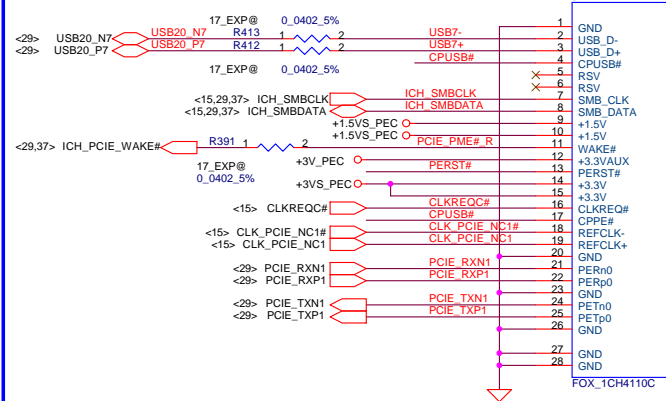 17_EXP@ 0_0402_5%
<29> USB20_N7 USB20_N7 R413 1 2 USB7- 1 GND
<29> USB20_P7 USB20_P7 R412 1 2 USB7+ 2 USB_D-
3 USB_D+
17_EXP@ 0_0402_5% CPUSB# 4 CPUSB#
5 RSV
6 RSV
<15,29,37> ICH_SMBCLK ICH_SMBCLK 7 SMB_CLK
<15,29,37> ICH_SMBDATA ICH_SMBDATA 8 SMB_DATA
+1.5VS_PEC 9 +1.5V
+1.5VS_PEC 10 +1.5V
<29,37> ICH_PCIE_WAKE# R391 1 2 PCIE_PME#_R 11 WAKE#
17_EXP@ +3V_PEC 12 +3.3VAUX
0_0402_5% PERST# 13 PERST#
+3VS_PEC 14 +3.3V
15 +3.3V
<15> CLKREQC# CLKREQC# 16 CLKREQ#
CPUSB# 17 CPPE#
<15> CLK_PCIE_NC1# CLK_PCIE_NC1# 18 REFCLK-
<15> CLK_PCIE_NC1 CLK_PCIE_NC1 19 REFCLK+
20 GND
<29> PCIE_RXN1 PCIE_RXN1 21 PERn0
<29> PCIE_RXP1 PCIE_RXP1 22 PERp0
23 GND
<29> PCIE_TXN1 PCIE_TXN1 24 PETn0
<29> PCIE_TXP1 PCIE_TXP1 25 PETp0
26 GND
27 GND
28 GND
FOX_1CH4110C